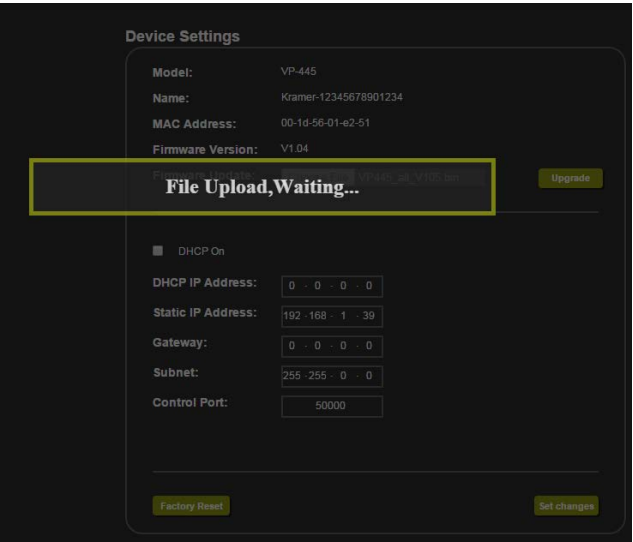 Device Settings
Model: VP-445
Name: Kramer-12345678901234
MAC Address: 00-1d-56-01-e2-51
Firmware Version: V1.04
Firmware Update: Upgrade
File Upload,Waiting...
DHCP On
DHCP IP Address: 0 . 0 . 0 . 0
Static IP Address: 192 . 168 . 1 . 39
Gateway: 0 . 0 . 0 . 0
Subnet: 255 . 255 . 0 . 0
Control Port: 50000
Factory Reset Set changes